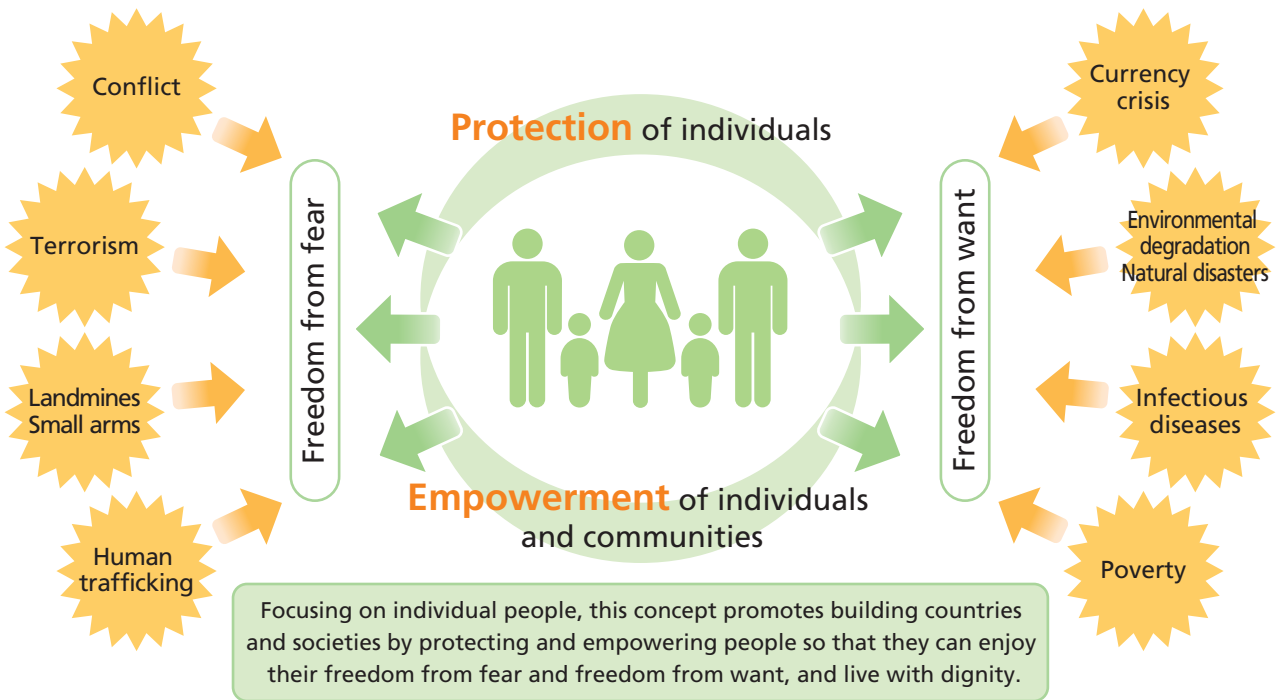 Conflict
Terrorism
Landmines
Small arms
Human
trafficking
Freedom from fear
Protection of individuals
Empowerment of individuals
and communities
Freedom from want
Currency
crisis
Environmental
degradation
Natural disasters
Infectious
diseases
Poverty
Focusing on individual people, this concept promotes building countries
and societies by protecting and empowering people so that they can enjoy
their freedom from fear and freedom from want, and live with dignity.